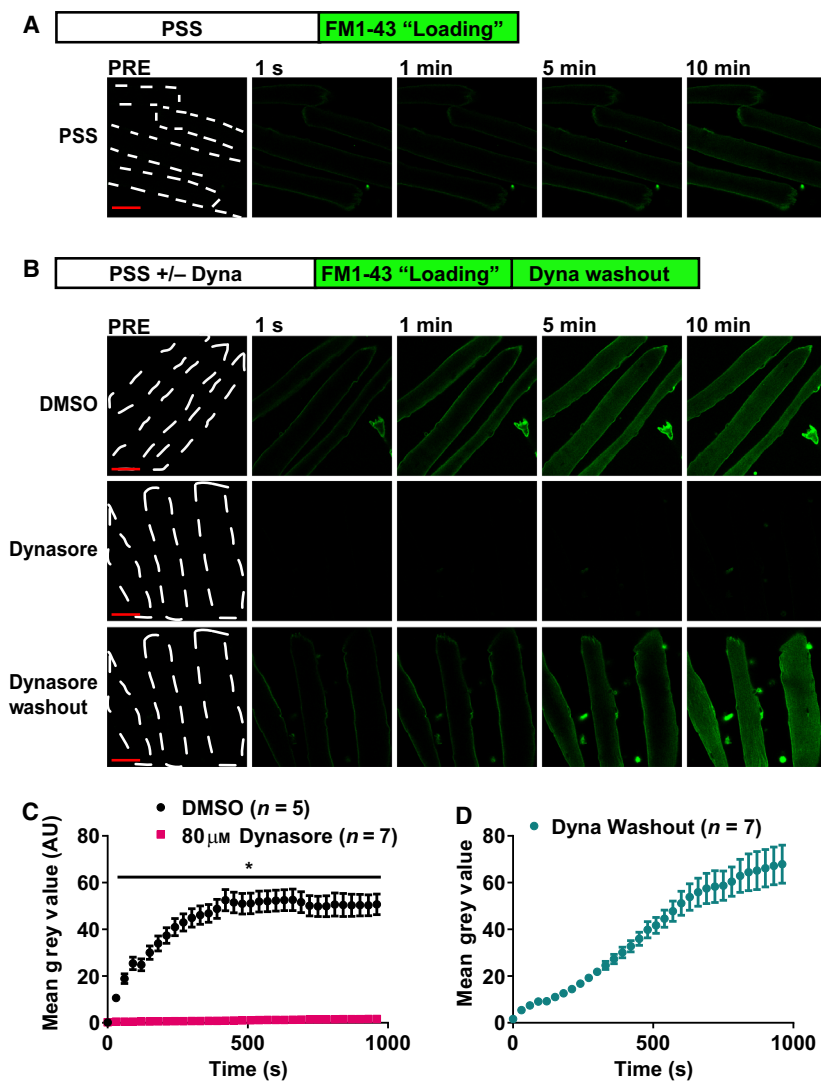 A
PSS FM1-43 “Loading”
PRE 1 s 1 min 5 min 10 min
PSS
B
PSS +/– Dyna FM1-43 “Loading” Dyna washout
PRE 1 s 1 min 5 min 10 min
DMSO
Dynasore
Dynasore
washout
C
DMSO (n = 5)
80 μM Dynasore (n = 7)
Mean grey value (AU)
80
60
40
20
0
*
0 500 1000
Time (s)
D
Dyna Washout (n = 7)
Mean grey value
80
60
40
20
0
0 500 1000
Time (s)